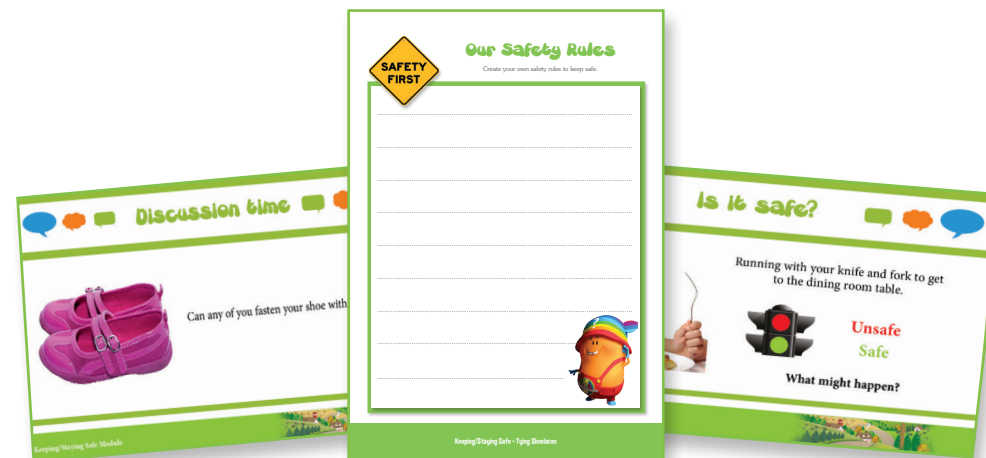 Discussion time
Can any of you fasten your shoe with
Keeping/Staying Safe Module
SAFETY
FIRST
Our Safety Rules
Create your own safety rules to keep safe.
Keeping/Staying Safe - Tying Shoelaces
Is it safe?
Running with your knife and fork to get
to the dining room table.
Unsafe
Safe
What might happen?